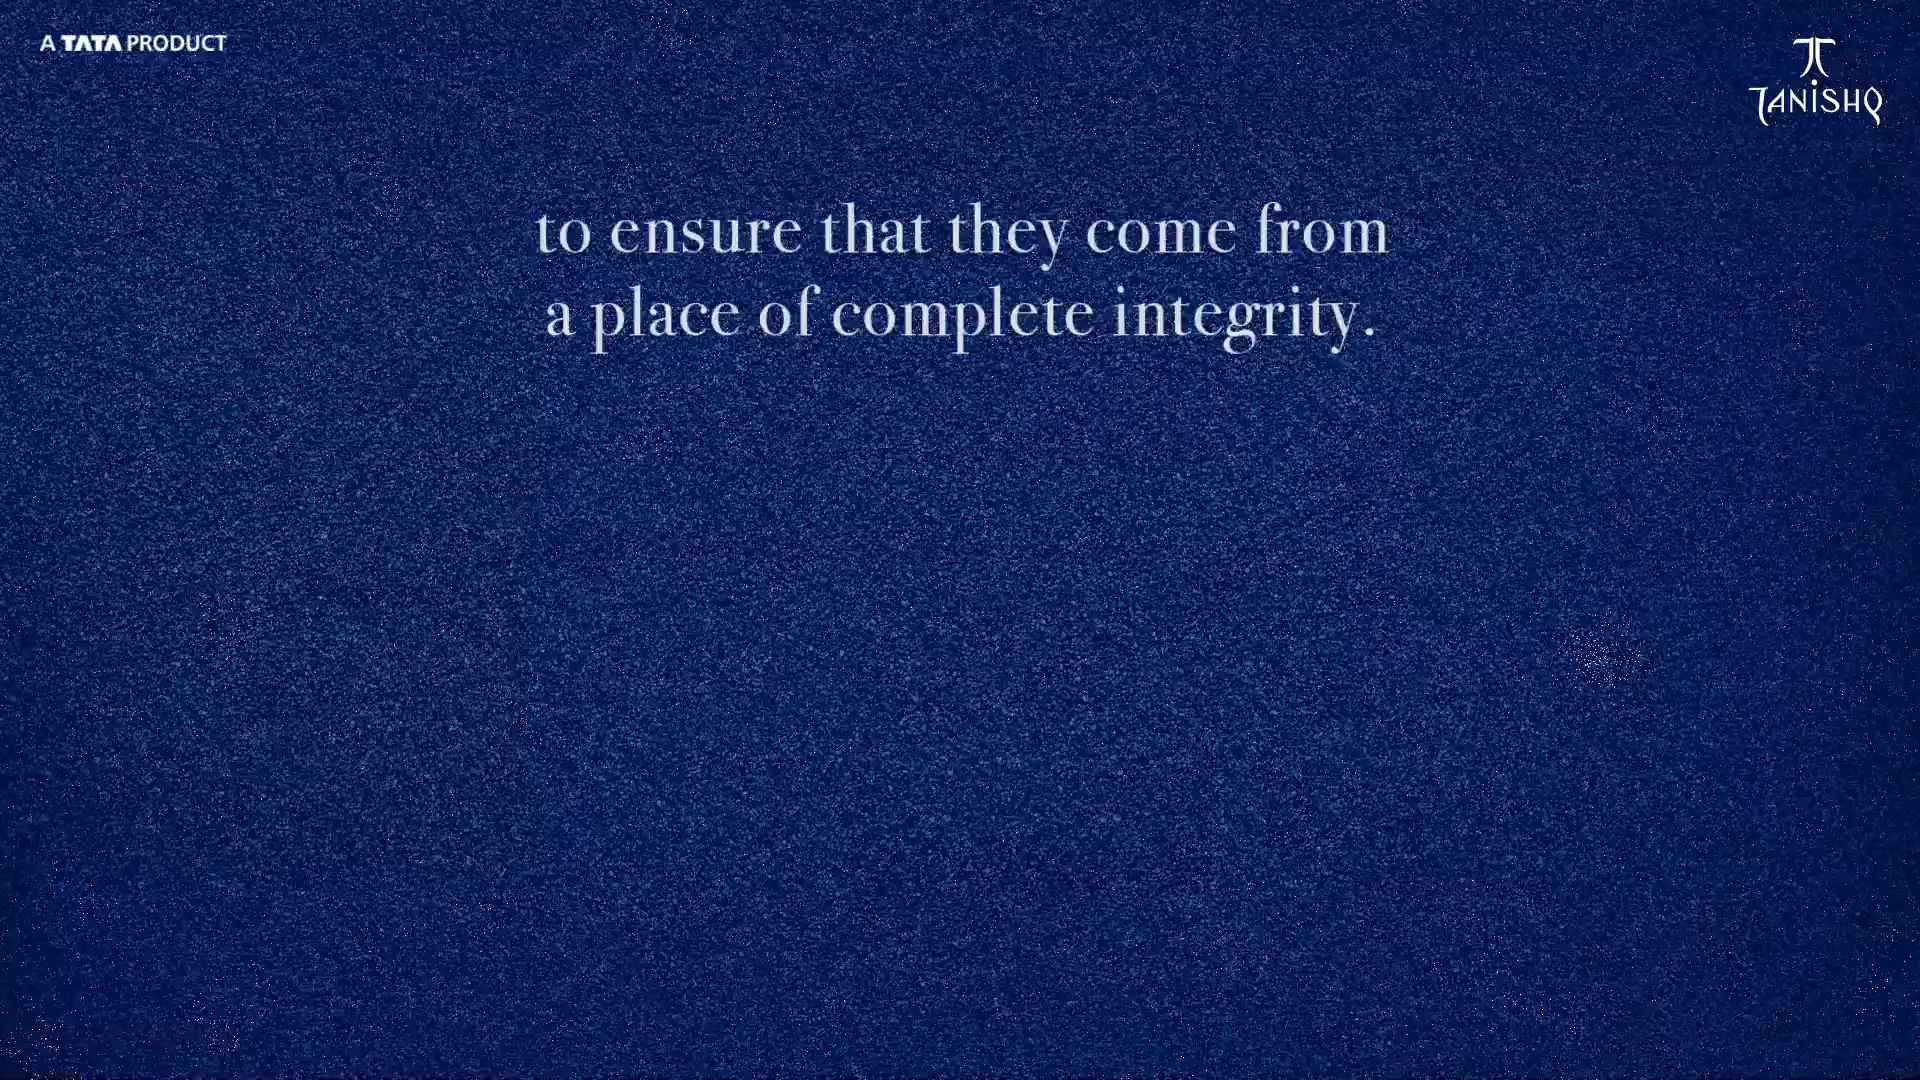 A TATA PRODUCT
TANISHQ
to ensure that they come from
a place of complete integrity.